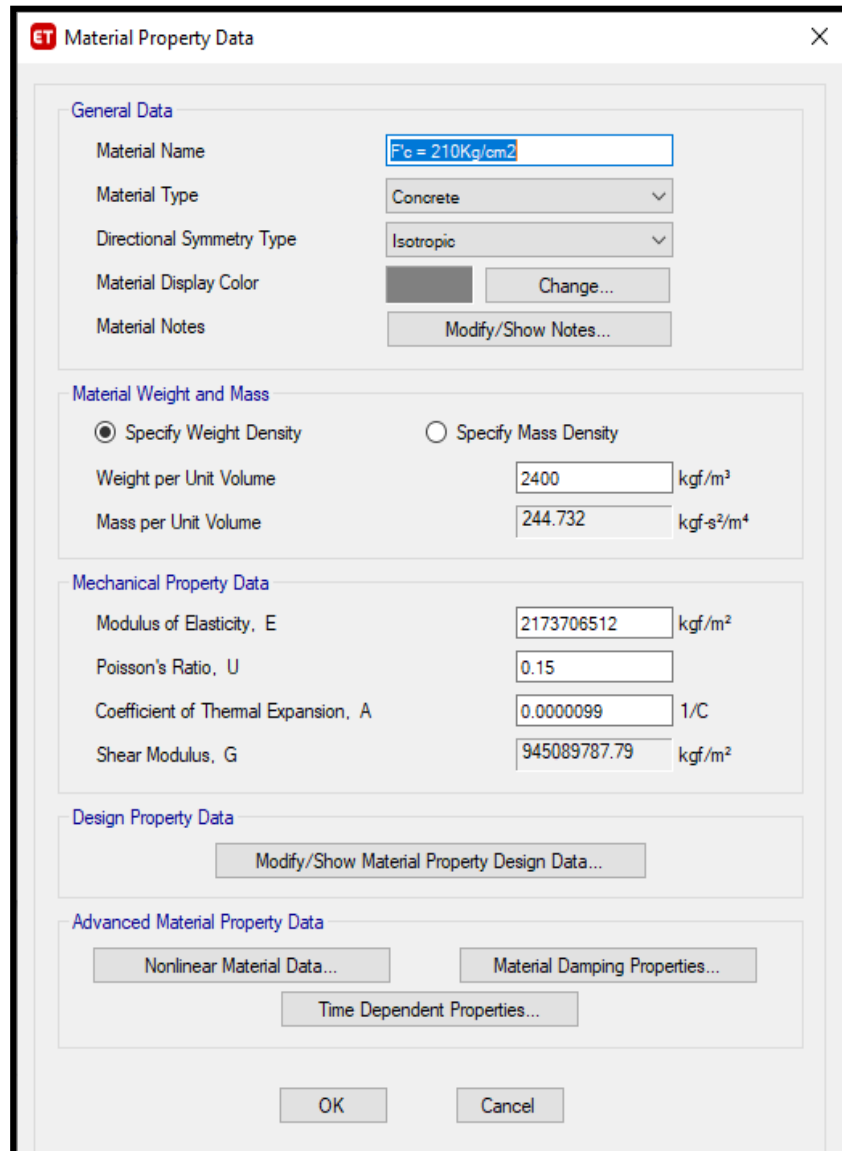 ET Material Property Data
General Data
Material Name F'c = 210Kg/cm2
Material Type Concrete
Directional Symmetry Type Isotropic
Material Display Color Change...
Material Notes Modify/Show Notes...
Material Weight and Mass
Specify Weight Density Specify Mass Density
Weight per Unit Volume 2400 kgf/m³
Mass per Unit Volume 244.732 kgf-s²/m⁴
Mechanical Property Data
Modulus of Elasticity, E 2173706512 kgf/m²
Poisson's Ratio, U 0.15
Coefficient of Thermal Expansion, A 0.0000099 1/C
Shear Modulus, G 945089787.79 kgf/m²
Design Property Data
Modify/Show Material Property Design Data...
Advanced Material Property Data
Nonlinear Material Data... Material Damping Properties...
Time Dependent Properties...
OK Cancel